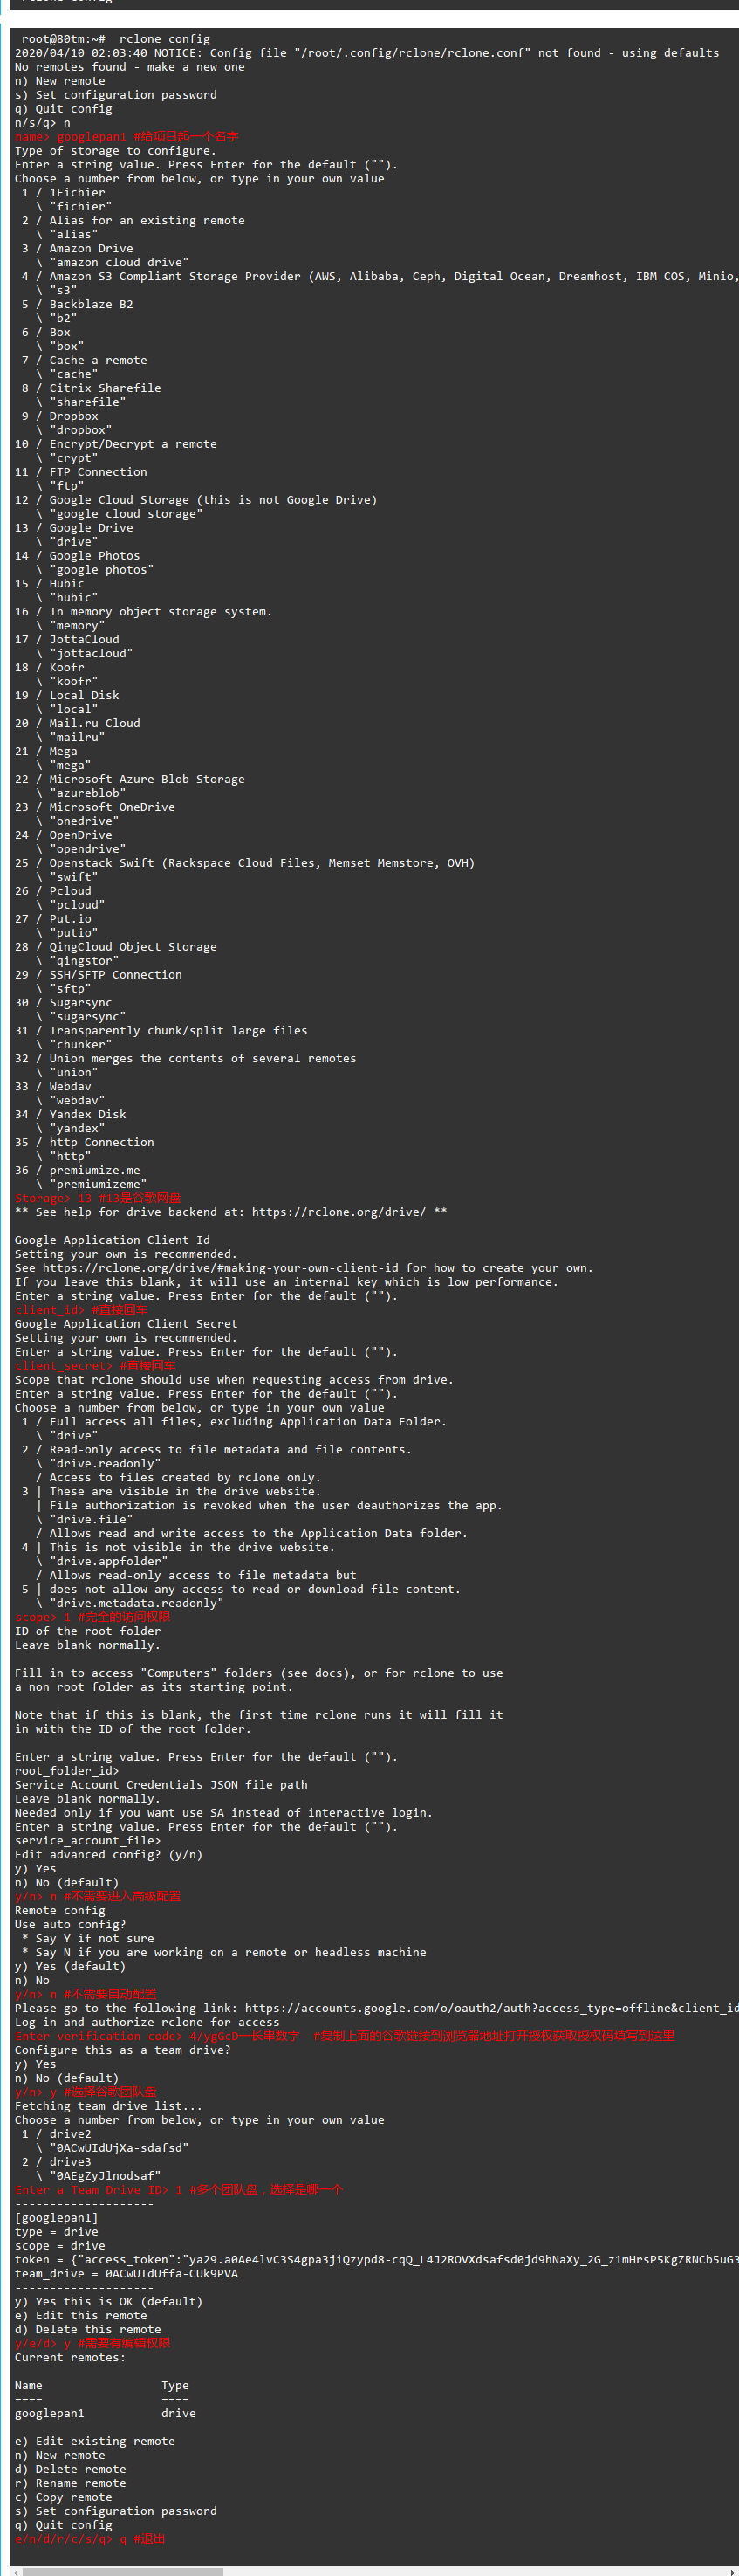 root@80tm:~#  rclone config
2020/04/10 02:03:40 NOTICE: Config file "/root/.config/rclone/rclone.conf" not found - using defaults
No remotes found - make a new one
n) New remote
s) Set configuration password
q) Quit config
n/s/q> n
name> googlepan1 #给项目起一个名字
Type of storage to configure.
Enter a string value. Press Enter for the default ("").
Choose a number from below, or type in your own value
 1 / 1Fichier
   \ "fichier"
 2 / Alias for an existing remote
   \ "alias"
 3 / Amazon Drive
   \ "amazon cloud drive"
 4 / Amazon S3 Compliant Storage Provider (AWS, Alibaba, Ceph, Digital Ocean, Dreamhost, IBM COS, Minio,
   \ "s3"
 5 / Backblaze B2
   \ "b2"
 6 / Box
   \ "box"
 7 / Cache a remote
   \ "cache"
 8 / Citrix Sharefile
   \ "sharefile"
 9 / Dropbox
   \ "dropbox"
10 / Encrypt/Decrypt a remote
   \ "crypt"
11 / FTP Connection
   \ "ftp"
12 / Google Cloud Storage (this is not Google Drive)
   \ "google cloud storage"
13 / Google Drive
   \ "drive"
14 / Google Photos
   \ "google photos"
15 / Hubic
   \ "hubic"
16 / In memory object storage system.
   \ "memory"
17 / JottaCloud
   \ "jottacloud"
18 / Koofr
   \ "koofr"
19 / Local Disk
   \ "local"
20 / Mail.ru Cloud
   \ "mailru"
21 / Mega
   \ "mega"
22 / Microsoft Azure Blob Storage
   \ "azureblob"
23 / Microsoft OneDrive
   \ "onedrive"
24 / OpenDrive
   \ "opendrive"
25 / Openstack Swift (Rackspace Cloud Files, Memset Memstore, OVH)
   \ "swift"
26 / Pcloud
   \ "pcloud"
27 / Put.io
   \ "putio"
28 / QingCloud Object Storage
   \ "qingstor"
29 / SSH/SFTP Connection
   \ "sftp"
30 / Sugarsync
   \ "sugarsync"
31 / Transparently chunk/split large files
   \ "chunker"
32 / Union merges the contents of several remotes
   \ "union"
33 / Webdav
   \ "webdav"
34 / Yandex Disk
   \ "yandex"
35 / http Connection
   \ "http"
36 / premiumize.me
   \ "premiumizeme"
Storage> 13 #13是谷歌网盘
** See help for drive backend at: https://rclone.org/drive/ **
Google Application Client Id
Setting your own is recommended.
See https://rclone.org/drive/#making-your-own-client-id for how to create your own.
If you leave this blank, it will use an internal key which is low performance.
Enter a string value. Press Enter for the default ("").
client_id> #直接回车
Google Application Client Secret
Setting your own is recommended.
Enter a string value. Press Enter for the default ("").
client_secret> #直接回车
Scope that rclone should use when requesting access from drive.
Enter a string value. Press Enter for the default ("").
Choose a number from below, or type in your own value
 1 / Full access all files, excluding Application Data Folder.
   \ "drive"
 2 / Read-only access to file metadata and file contents.
   \ "drive.readonly"
   / Access to files created by rclone only.
 3 | These are visible in the drive website.
   | File authorization is revoked when the user deauthorizes the app.
   \ "drive.file"
   / Allows read and write access to the Application Data folder.
 4 | This is not visible in the drive website.
   \ "drive.appfolder"
   / Allows read-only access to file metadata but
 5 | does not allow any access to read or download file content.
   \ "drive.metadata.readonly"
scope> 1 #完全的访问权限
ID of the root folder
Leave blank normally.
Fill in to access "Computers" folders (see docs), or for rclone to use
a non root folder as its starting point.
Note that if this is blank, the first time rclone runs it will fill it
in with the ID of the root folder.
Enter a string value. Press Enter for the default ("").
root_folder_id>
Service Account Credentials JSON file path
Leave blank normally.
Needed only if you want use SA instead of interactive login.
Enter a string value. Press Enter for the default ("").
service_account_file>
Edit advanced config? (y/n)
y) Yes
n) No (default)
y/n> n #不需要进入高级配置
Remote config
Use auto config?
 * Say Y if not sure
 * Say N if you are working on a remote or headless machine
y) Yes (default)
n) No
y/n> n #不需要自动配置
Please go to the following link: https://accounts.google.com/o/oauth2/auth?access_type=offline&client_id
Log in and authorize rclone for access
Enter verification code> 4/ygGcD一长串数字  #复制上面的谷歌链接到浏览器地址打开授权获取授权码填写到这里
Configure this as a team drive?
y) Yes
n) No (default)
y/n> y #选择谷歌团队盘
Fetching team drive list...
Choose a number from below, or type in your own value
 1 / drive2
   \ "0ACwUIdUjXa-sdafsd"
 2 / drive3
   \ "0AEgZyJlnodsaf"
Enter a Team Drive ID> 1 #多个团队盘，选择是哪一个
--------------------
[googlepan1]
type = drive
scope = drive
token = {"access_token":"ya29.a0Ae4lvC3S4gpa3jiQzypd8-cqQ_L4J2ROVXdsafsd0jd9hNaXy_2G_z1mHrsP5KgZRNCb5uG3
team_drive = 0ACwUIdUffa-CUk9PVA
--------------------
y) Yes this is OK (default)
e) Edit this remote
d) Delete this remote
y/e/d> y #需要有编辑权限
Current remotes:
Name                 Type
====                 ====
googlepan1           drive
e) Edit existing remote
n) New remote
d) Delete remote
r) Rename remote
c) Copy remote
s) Set configuration password
q) Quit config
e/n/d/r/c/s/q> q #退出